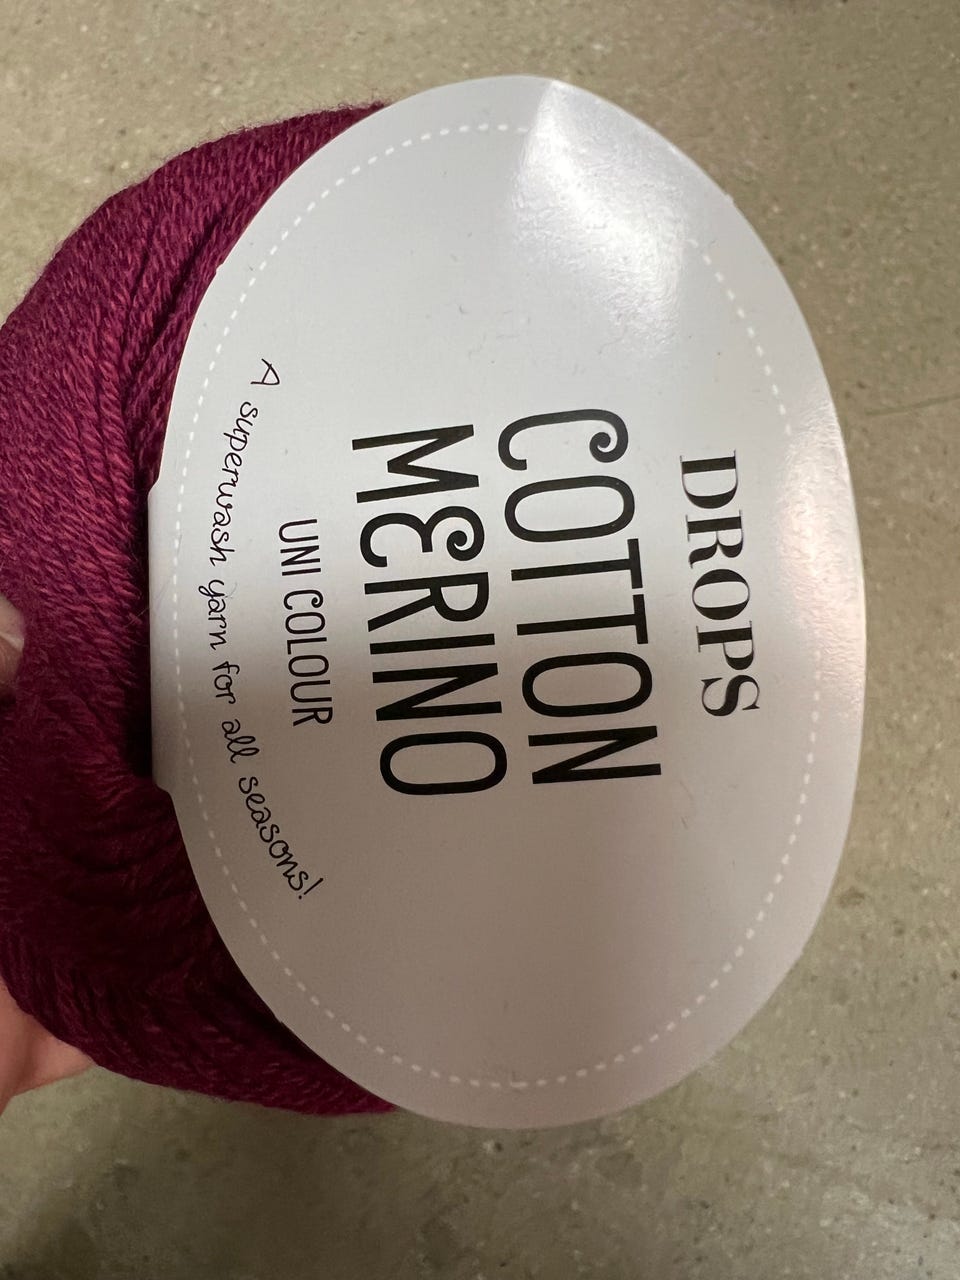 DROPS
COTTON
MERINO
UNI COLOUR
A superwash yarn for all seasons!